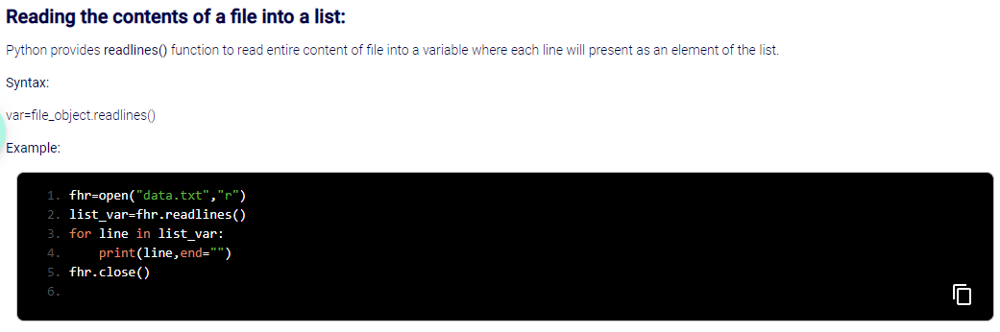 Reading the contents of a file into a list:
Python provides readlines() function to read entire content of file into a variable where each line will present as an element of the list.
Syntax:
var=file_object.readlines()
Example:
1. fhr=open("data.txt","r")
2. list_var=fhr.readlines()
3. for line in list_var:
4.     print(line,end="")
5. fhr.close()
6.